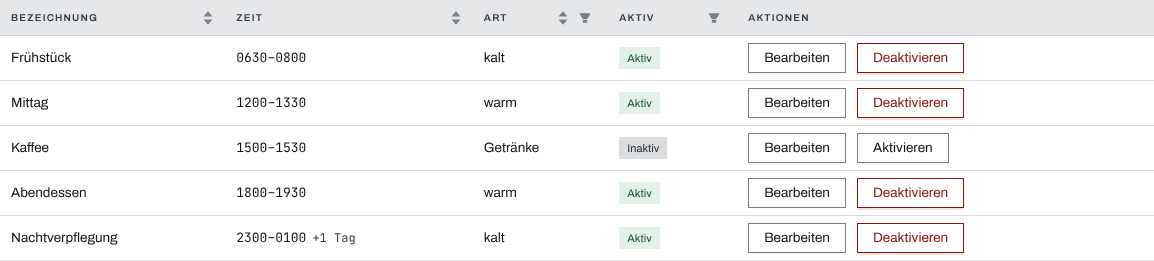 BEZEICHNUNG ZEIT ART AKTIV AKTIONEN
Frühstück 0630–0800 kalt Aktiv Bearbeiten Deaktivieren
Mittag 1200–1330 warm Aktiv Bearbeiten Deaktivieren
Kaffee 1500–1530 Getränke Inaktiv Bearbeiten Aktivieren
Abendessen 1800–1930 warm Aktiv Bearbeiten Deaktivieren
Nachtverpflegung 2300–0100 +1 Tag kalt Aktiv Bearbeiten Deaktivieren